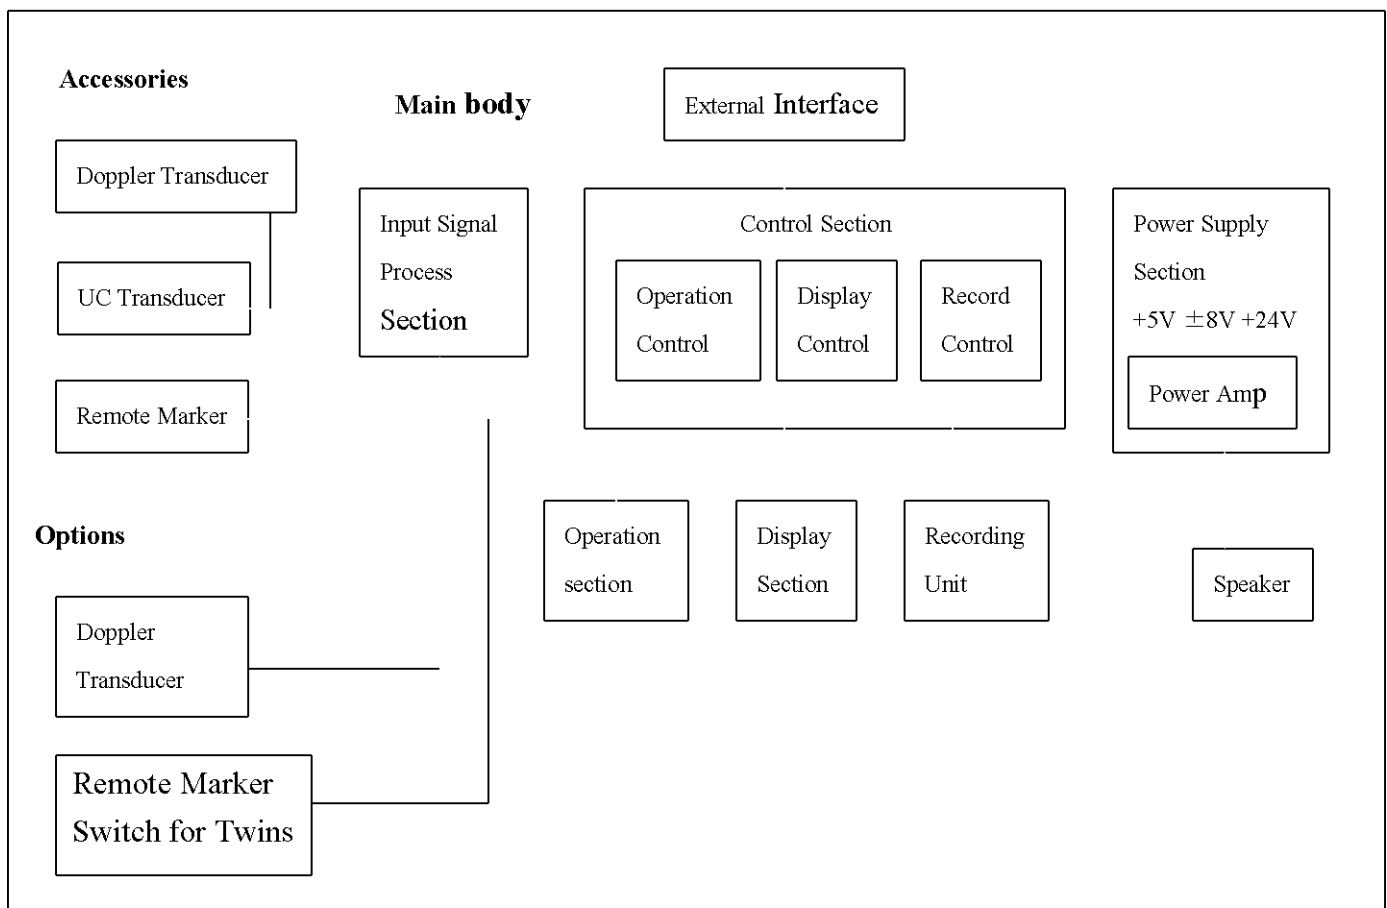 Accessories
Main body
External Interface
Doppler Transducer
UC Transducer
Remote Marker
Input Signal
Process
Section
Control Section
Operation
Control
Display
Control
Record
Control
Power Supply
Section
+5V ±8V +24V
Power Amp
Options
Operation
section
Display
Section
Recording
Unit
Speaker
Doppler
Transducer
Remote Marker
Switch for Twins